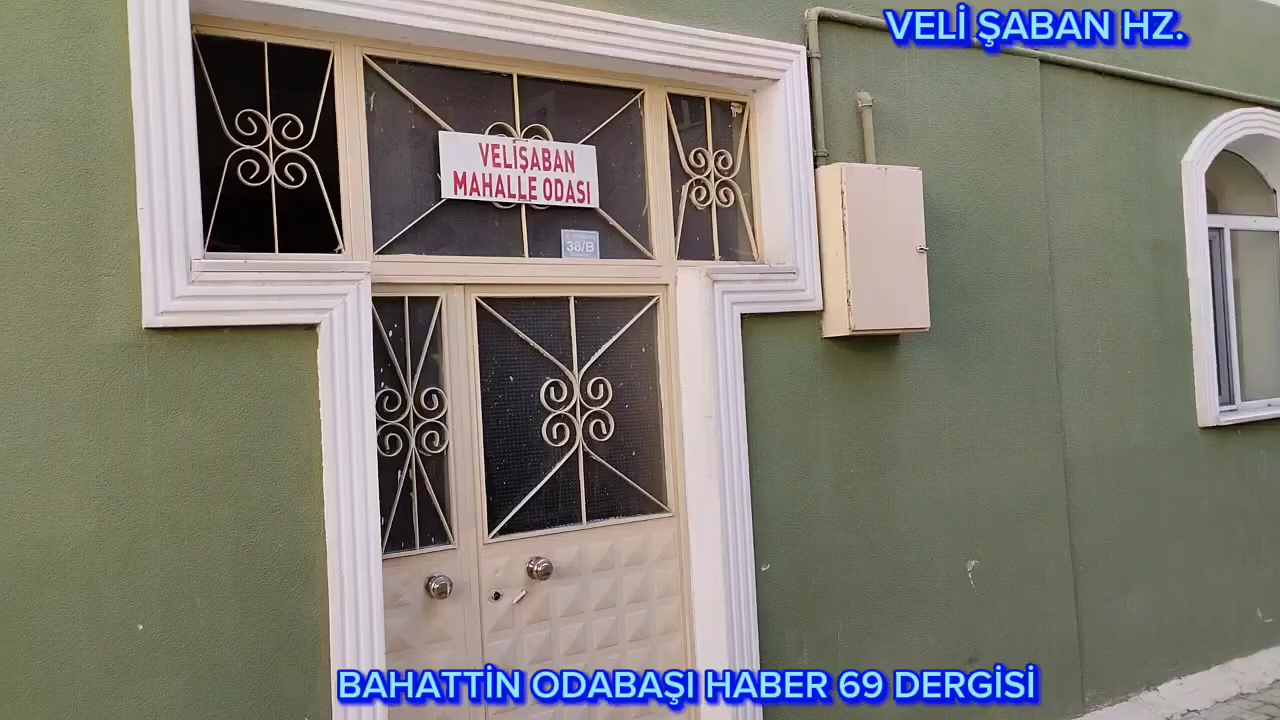 VELİ ŞABAN HZ.
VELİŞABAN
MAHALLE ODASI
38/B
BAHATTİN ODABAŞI HABER 69 DERGİSİ